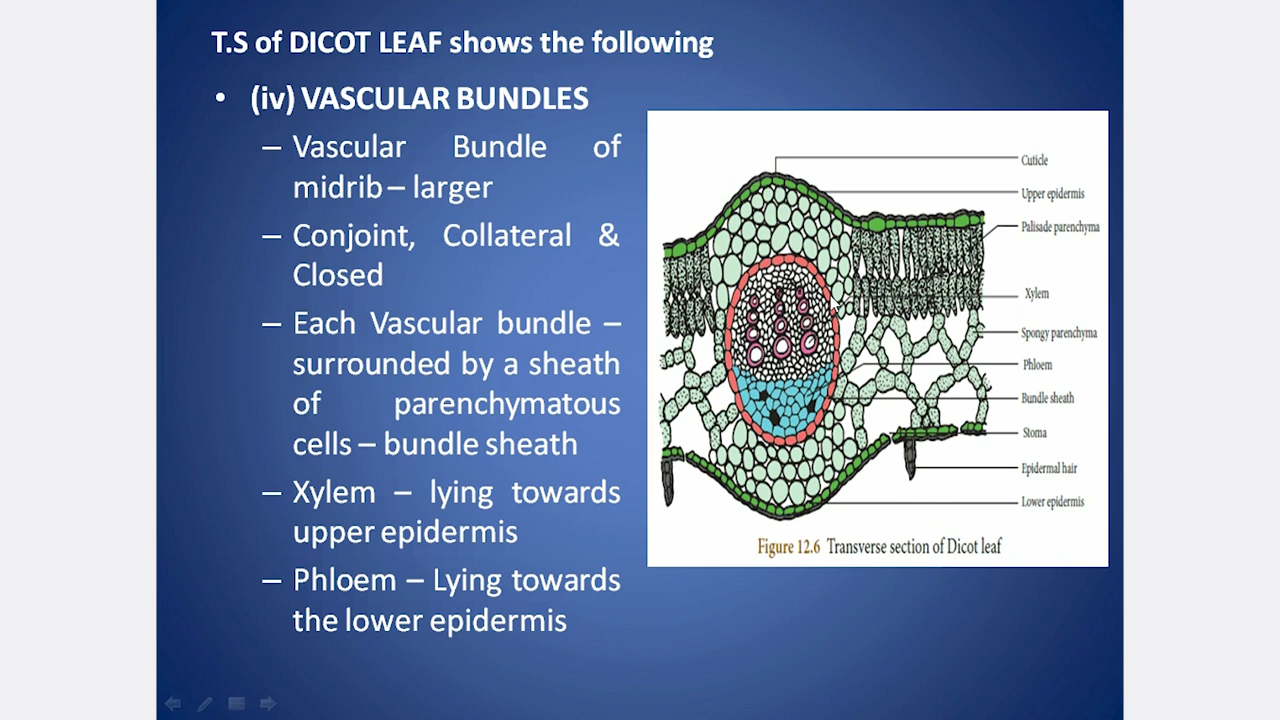 T.S of DICOT LEAF shows the following
• (iv) VASCULAR BUNDLES
– Vascular Bundle of
midrib – larger
– Conjoint, Collateral &
Closed
– Each Vascular bundle –
surrounded by a sheath
of parenchymatous
cells – bundle sheath
– Xylem – lying towards
upper epidermis
– Phloem – Lying towards
the lower epidermis
Cuticle
Upper epidermis
Palisade parenchyma
Xylem
Spongy parenchyma
Phloem
Bundle sheath
Stoma
Epidermal hair
Lower epidermis
Figure 12.6 Transverse section of Dicot leaf